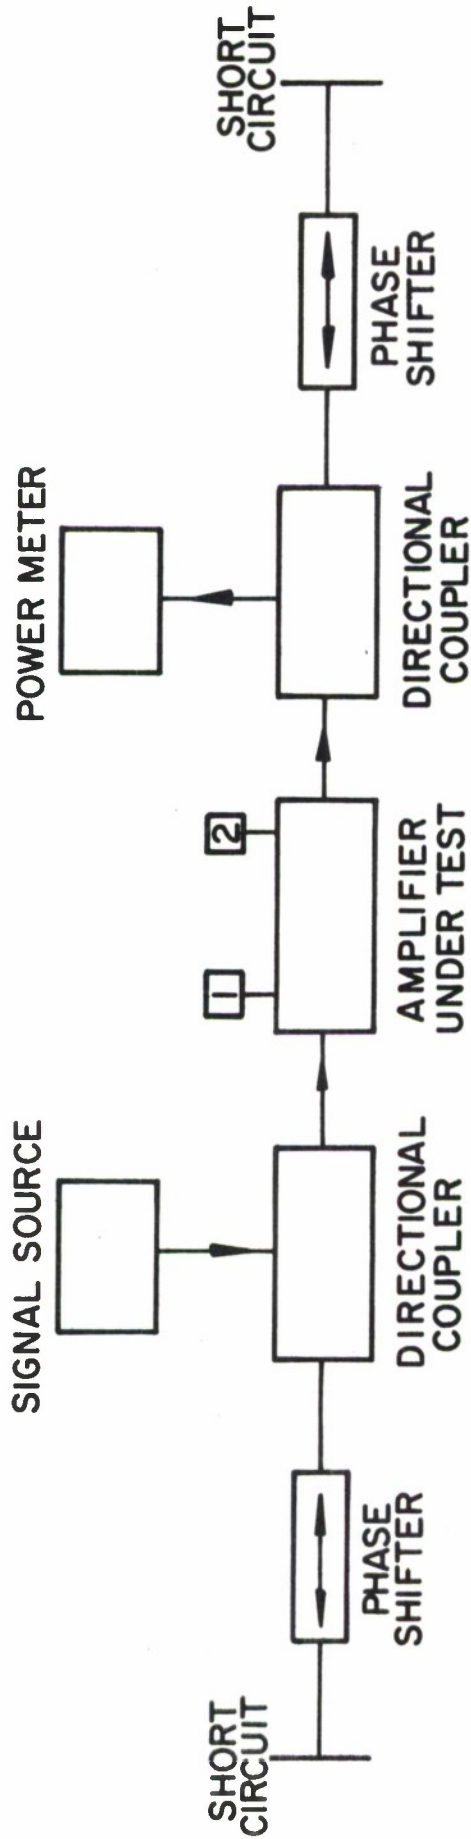 SHORT
CIRCUIT
PHASE
SHIFTER
SIGNAL SOURCE
DIRECTIONAL
COUPLER
1
2
AMPLIFIER
UNDER TEST
POWER METER
DIRECTIONAL
COUPLER
PHASE
SHIFTER
SHORT
CIRCUIT